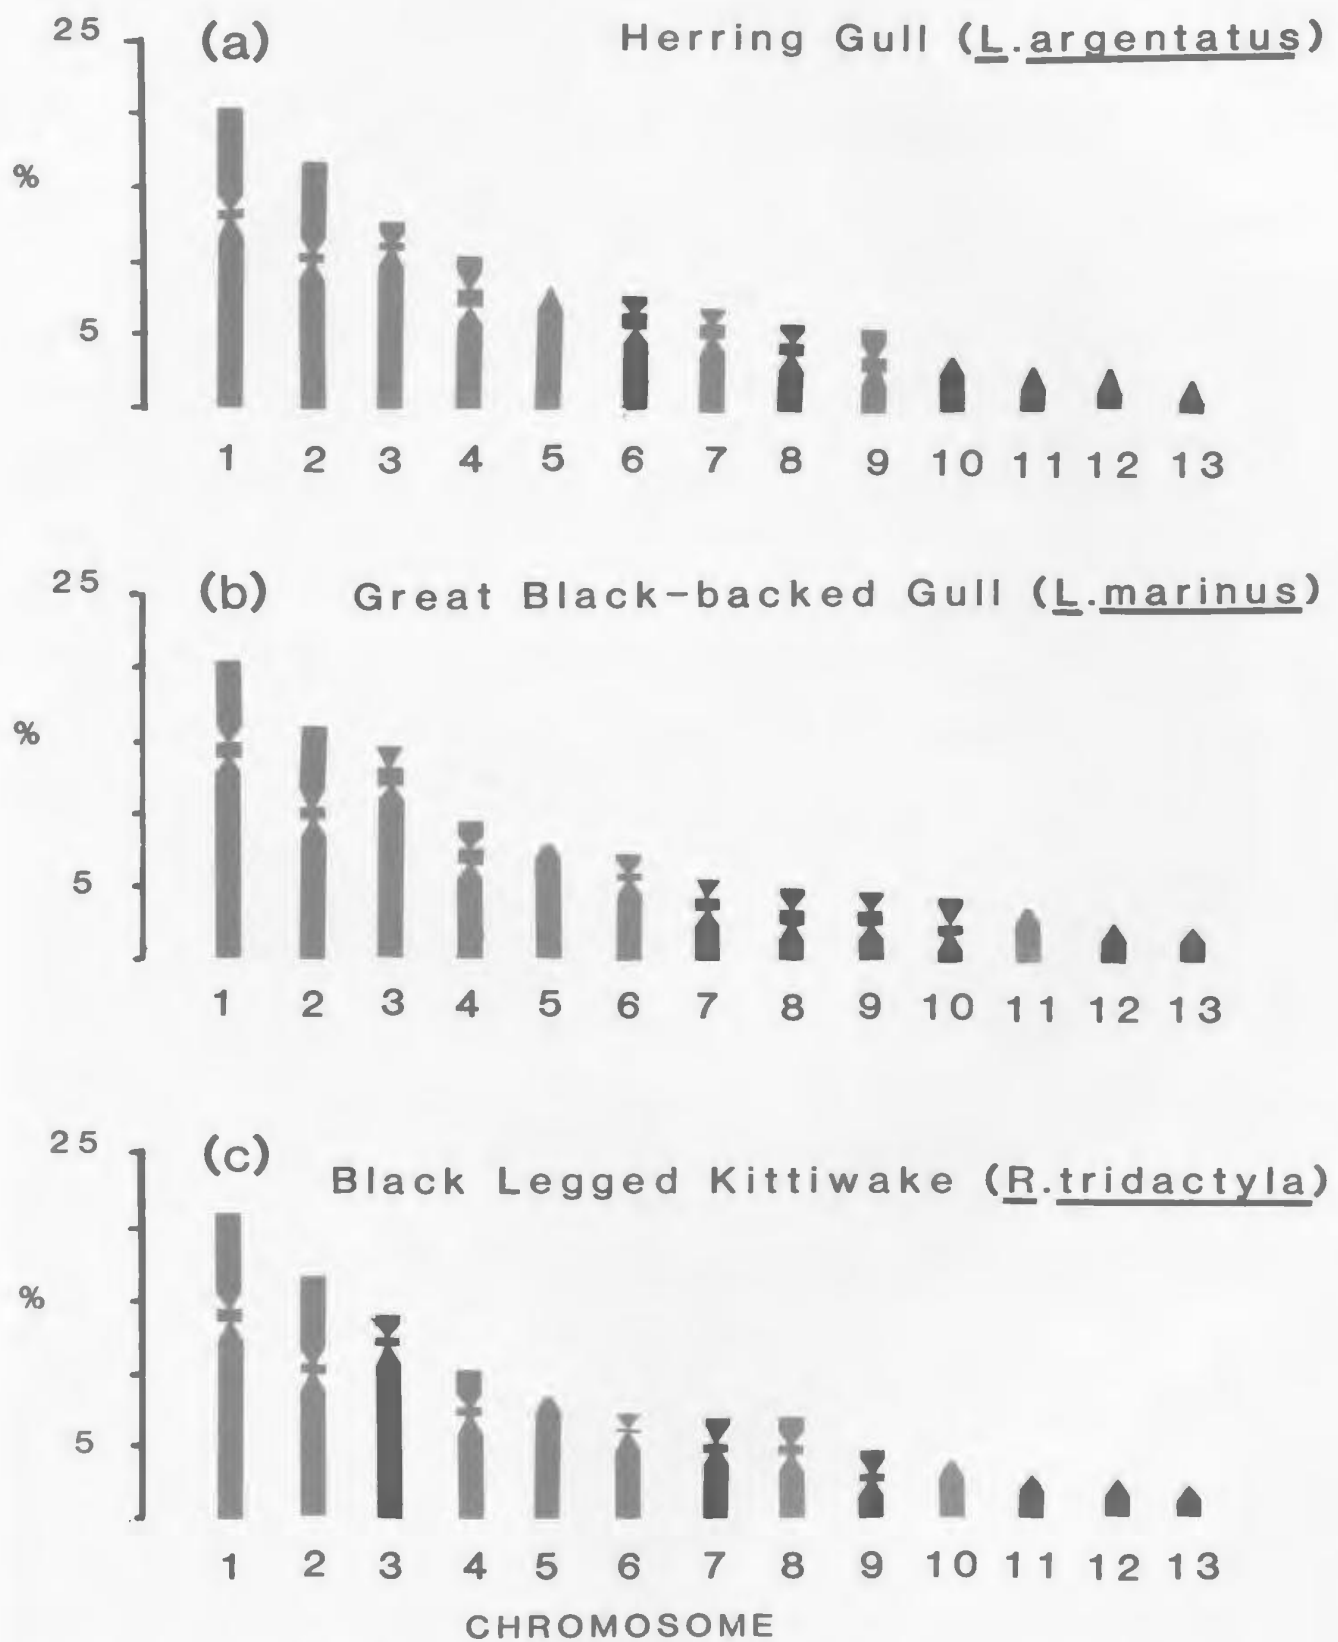 25
(a) Herring Gull (L.argentatus)
%
5
1 2 3 4 5 6 7 8 9 10 11 12 13
25
(b) Great Black-backed Gull (L.marinus)
%
5
1 2 3 4 5 6 7 8 9 10 11 12 13
25
(c) Black Legged Kittiwake (R.tridactyla)
%
5
1 2 3 4 5 6 7 8 9 10 11 12 13
CHROMOSOME